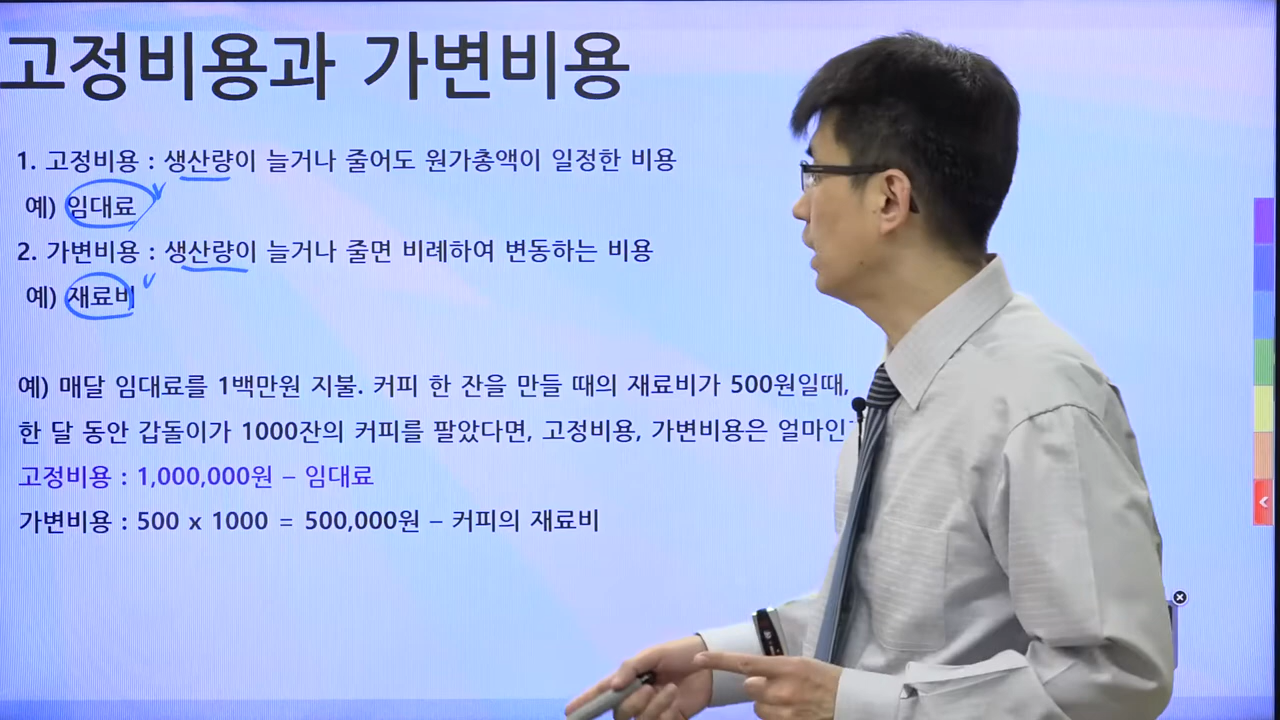 고정비용과 가변비용
1. 고정비용 : 생산량이 늘거나 줄어도 원가총액이 일정한 비용
예) 임대료
2. 가변비용 : 생산량이 늘거나 줄면 비례하여 변동하는 비용
예) 재료비
예) 매달 임대료를 1백만원 지불. 커피 한 잔을 만들 때의 재료비가 500원일때,
한 달 동안 갑돌이가 1000잔의 커피를 팔았다면, 고정비용, 가변비용은 얼마인
고정비용 : 1,000,000원 – 임대료
가변비용 : 500 x 1000 = 500,000원 – 커피의 재료비